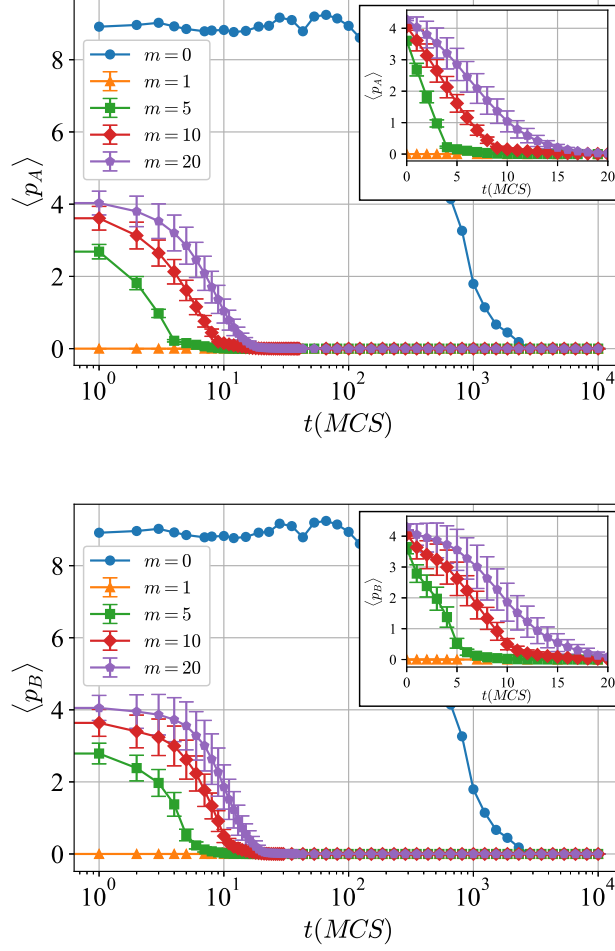 8
6
4
2
0
⟨p_A⟩
m = 0
m = 1
m = 5
m = 10
m = 20
4
3
2
1
0
⟨p_A⟩
0 5 10 15 20
t(MCS)
10^0 10^1 10^2 10^3 10^4
t(MCS)
8
6
4
2
0
⟨p_B⟩
m = 0
m = 1
m = 5
m = 10
m = 20
4
3
2
1
0
⟨p_B⟩
0 5 10 15 20
t(MCS)
10^0 10^1 10^2 10^3 10^4
t(MCS)